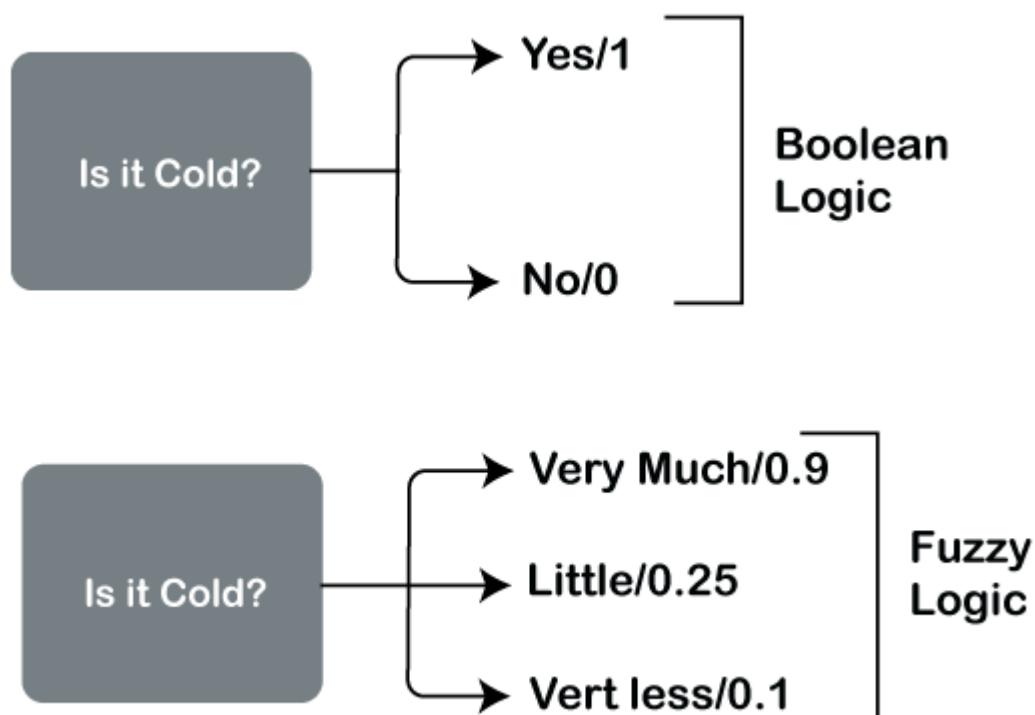 Is it Cold?
Yes/1
No/0
Boolean
Logic
Is it Cold?
Very Much/0.9
Little/0.25
Vert less/0.1
Fuzzy
Logic